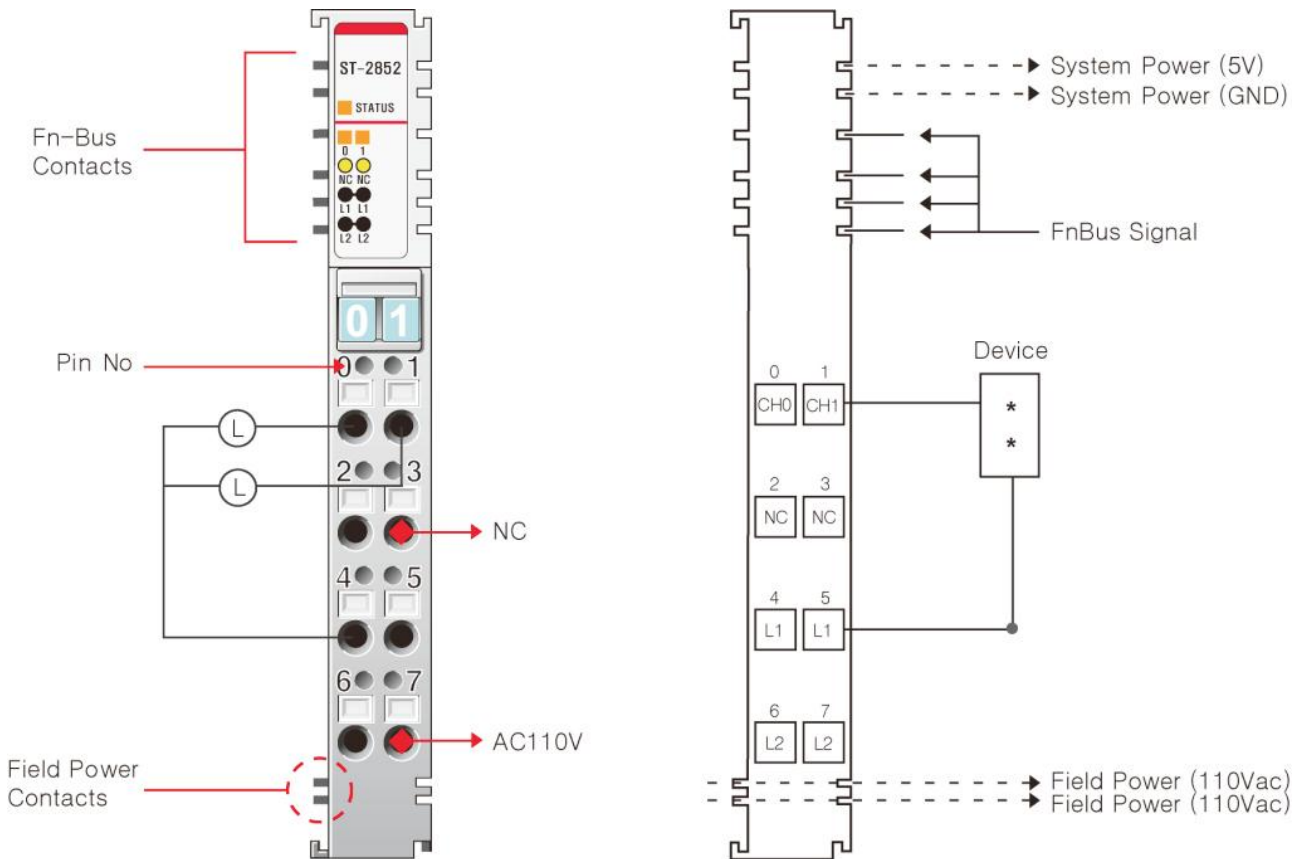 ST-2852
STATUS
0 1
NC NC
L1 L1
L2 L2
Fn-Bus
Contacts
0 1
Pin No
0 1
L
2 3
L
NC
4 5
6 7
AC110V
Field Power
Contacts
System Power (5V)
System Power (GND)
FnBus Signal
Device
0 1
CH0 CH1
*
*
2 3
NC NC
4 5
L1 L1
6 7
L2 L2
Field Power (110Vac)
Field Power (110Vac)